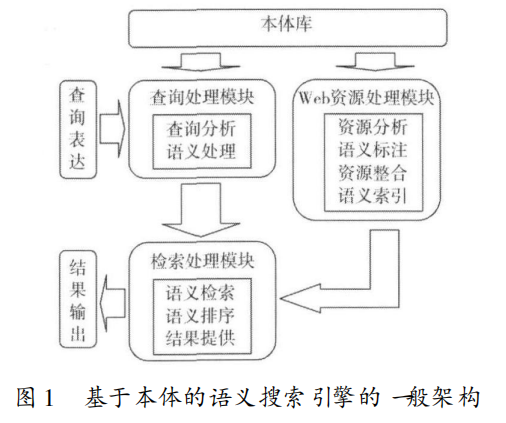 本体库
查询表达
查询处理模块
查询分析
语义处理
Web资源处理模块
资源分析
语义标注
资源整合
语义索引
结果输出
检索处理模块
语义检索
语义排序
结果提供
图1 基于本体的语义搜索引擎的一般架构